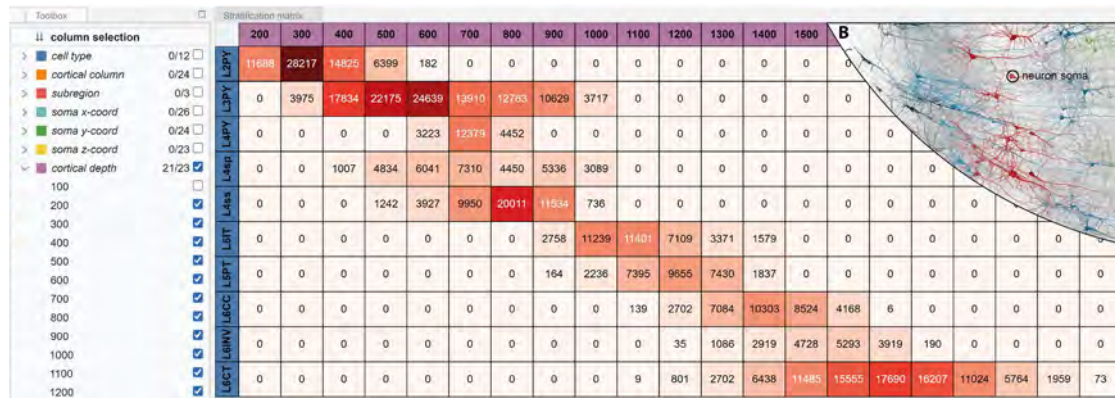 Toolbox
Stratification matrix
column selection
cell type 0/12
cortical column 0/24
subregion 0/3
soma x-coord 0/26
soma y-coord 0/24
soma z-coord 0/23
cortical depth 21/23
100
200
300
400
500
600
700
800
900
1000
1100
1200
200 300 400 500 600 700 800 900 1000 1100 1200 1300 1400 1500
B
neuron soma
L2PY 11688 28217 14825 6399 182 0 0 0 0 0 0 0 0 0 0
L3PY 0 3975 17834 22175 24639 13910 12783 10629 3717 0 0 0 0 0 0
L4PY 0 0 0 0 3223 12379 4452 0 0 0 0 0 0 0 0
L4sp 0 0 1007 4834 6041 7310 4450 5336 3089 0 0 0 0 0 0 0
L4ss 0 0 0 1242 3927 9950 20011 11534 736 0 0 0 0 0 0 0 0
L6IT 0 0 0 0 0 0 0 2758 11239 11401 7109 3371 1579 0 0 0 0 0 0 0
L5PT 0 0 0 0 0 0 0 164 2236 7395 9655 7430 1837 0 0 0 0 0 0 0
L6CC 0 0 0 0 0 0 0 0 0 139 2702 7084 10303 8524 4168 6 0 0 0 0 0
L6INV 0 0 0 0 0 0 0 0 0 0 35 1086 2919 4728 5293 3919 190 0 0 0 0
L6CT 0 0 0 0 0 0 0 0 0 9 801 2702 6438 11485 15555 17690 16207 11024 5764 1959 73